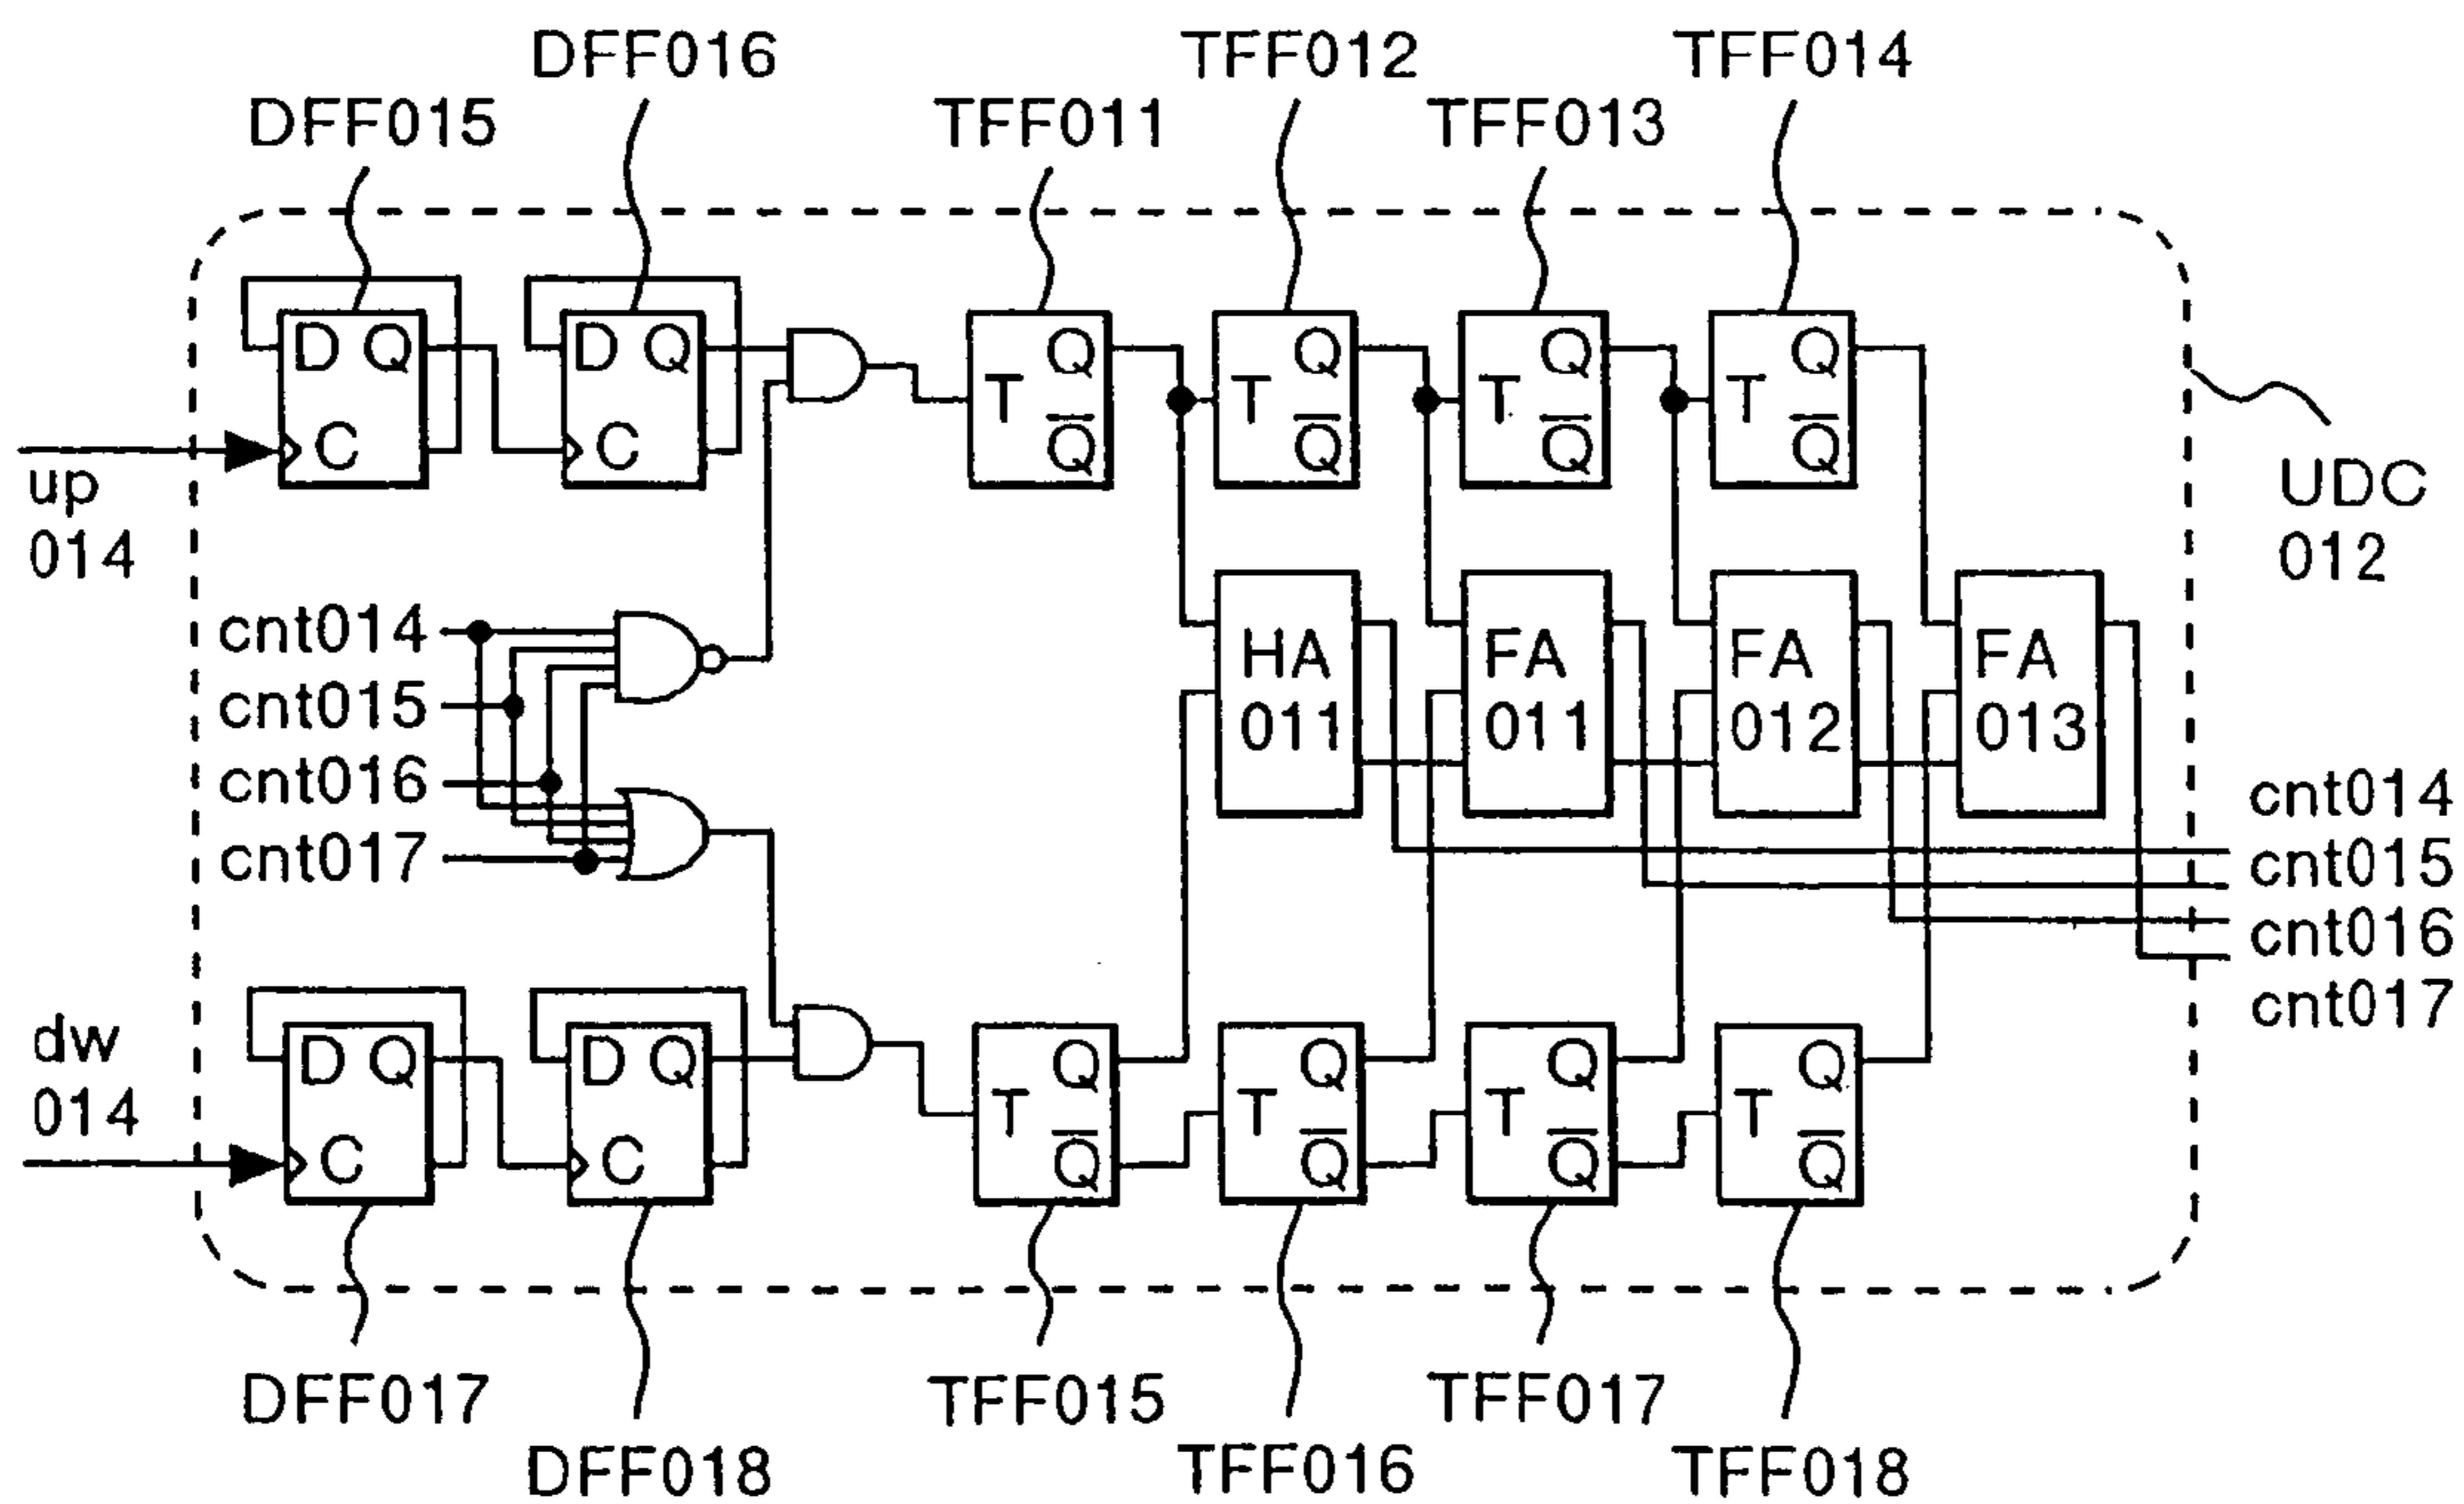 DFF016
TFF012
TFF014
DFF015
TFF011
TFF013
D Q
C
D Q
C
T Q
Q
T Q
Q
T Q
Q
T Q
Q
up
014
UDC
012
cnt014
cnt015
cnt016
cnt017
HA
011
FA
011
FA
012
FA
013
cnt014
cnt015
cnt016
cnt017
dw
014
D Q
C
D Q
C
T Q
Q
T Q
Q
T Q
Q
T Q
Q
DFF017
TFF015
TFF017
DFF018
TFF016
TFF018